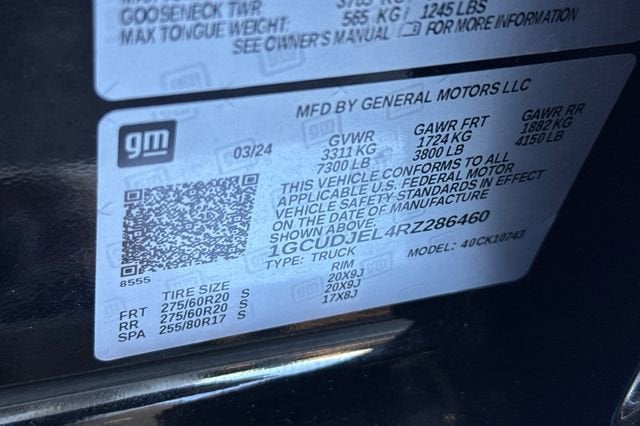 GOOSENECK TWR 565 KG / 1245 LBS
MAX TONGUE WEIGHT:
SEE OWNER'S MANUAL FOR MORE INFORMATION
MFD BY GENERAL MOTORS LLC
gm 03/24
GVWR GAWR FRT GAWR RR
3311 KG 1724 KG 1882 KG
7300 LB 3800 LB 4150 LB
THIS VEHICLE CONFORMS TO ALL
APPLICABLE U.S. FEDERAL MOTOR
VEHICLE SAFETY STANDARDS IN EFFECT
ON THE DATE OF MANUFACTURE
SHOWN ABOVE.
1GCUDJEL4RZ286460
TYPE: TRUCK MODEL: 40CK10743
8555
TIRE SIZE RIM
FRT 275/60R20 S 20X9J
RR 275/60R20 S 20X9J
SPA 255/80R17 S 17X8J